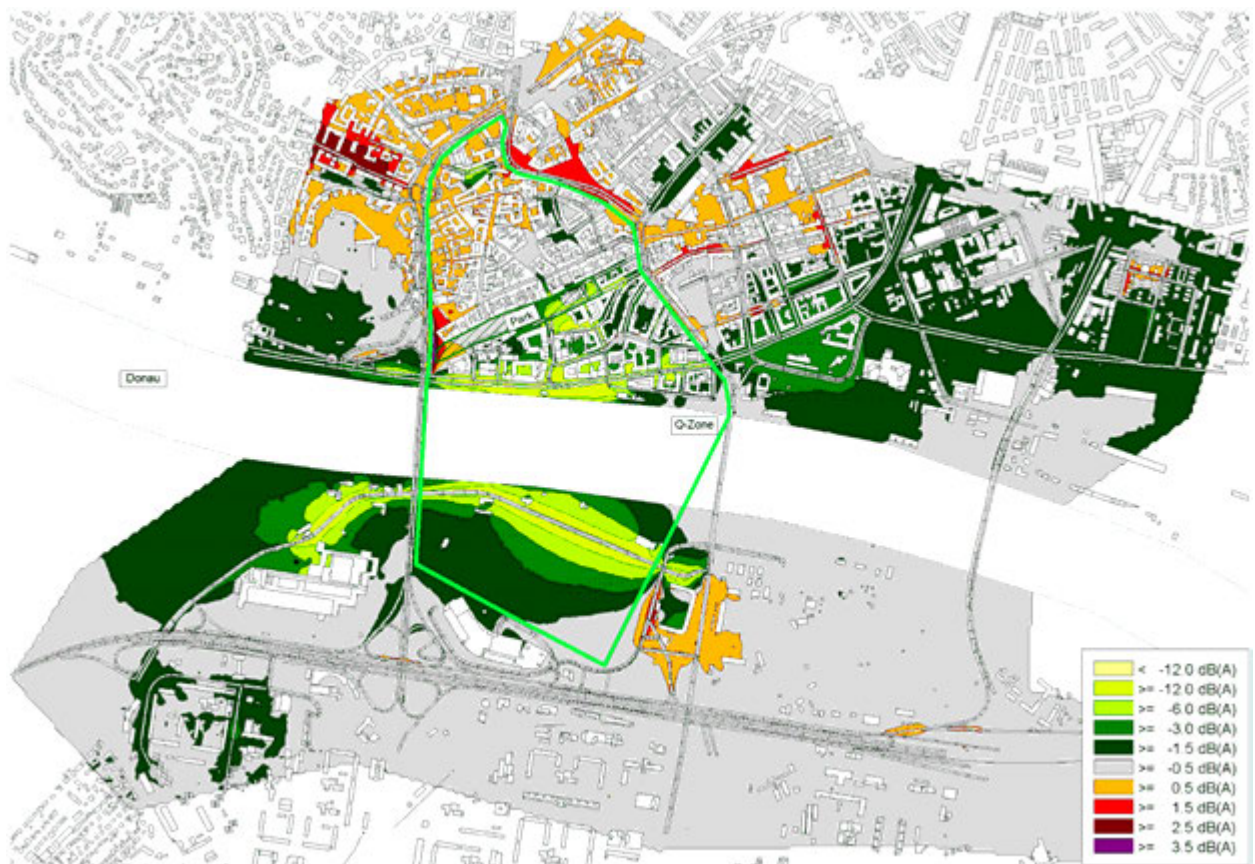 Park
Donau
Q-Zone
< -12.0 dB(A)
>= -12.0 dB(A)
>= -6.0 dB(A)
>= -3.0 dB(A)
>= -1.5 dB(A)
>= -0.5 dB(A)
>= 0.5 dB(A)
>= 1.5 dB(A)
>= 2.5 dB(A)
>= 3.5 dB(A)